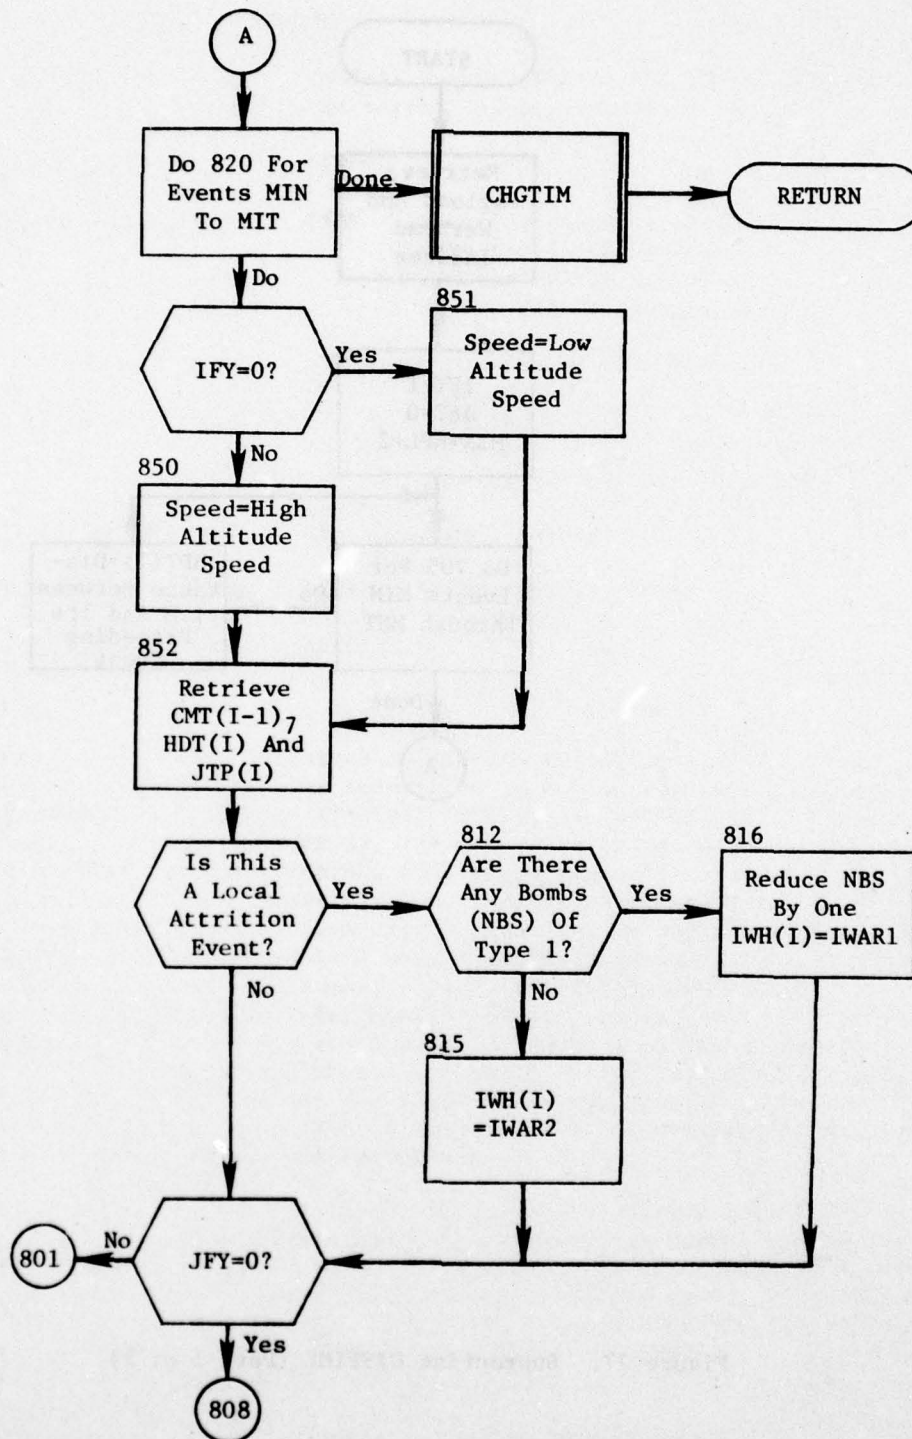 A
Do 820 For
Events MIN
To MIT
Done
CHGTIM
RETURN
Do
IFY=0?
Yes
851
Speed=Low
Altitude
Speed
No
850
Speed=High
Altitude
Speed
852
Retrieve
CMT(I-1)7
HDT(I) And
JTP(I)
Is This
A Local
Attrition
Event?
Yes
812
Are There
Any Bombs
(NBS) Of
Type 1?
Yes
816
Reduce NBS
By One
IWH(I)=IWAR1
No
No
815
IWH(I)
=IWAR2
JFY=0?
No
801
Yes
808
START